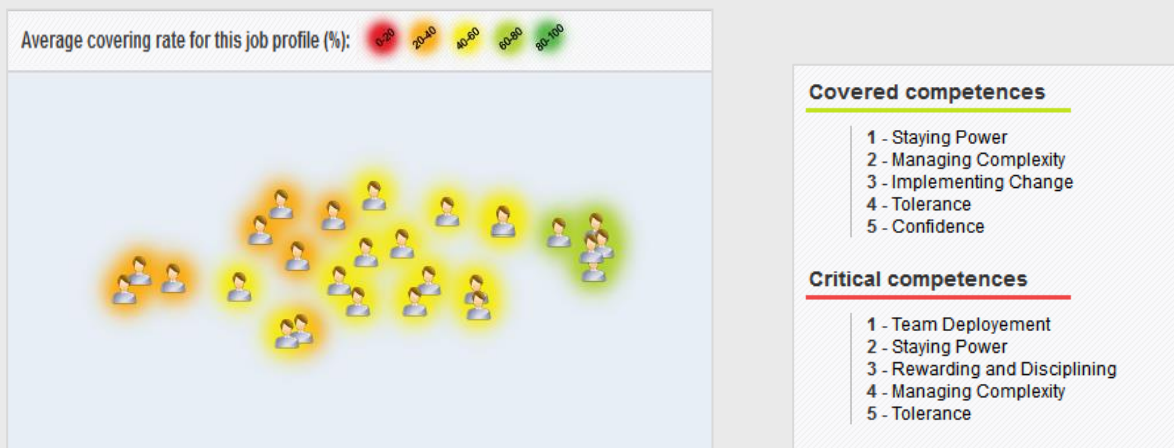 Average covering rate for this job profile (%): 0-20 20-40 40-60 60-80 80-100
Covered competences
1 - Staying Power
2 - Managing Complexity
3 - Implementing Change
4 - Tolerance
5 - Confidence
Critical competences
1 - Team Deployement
2 - Staying Power
3 - Rewarding and Disciplining
4 - Managing Complexity
5 - Tolerance